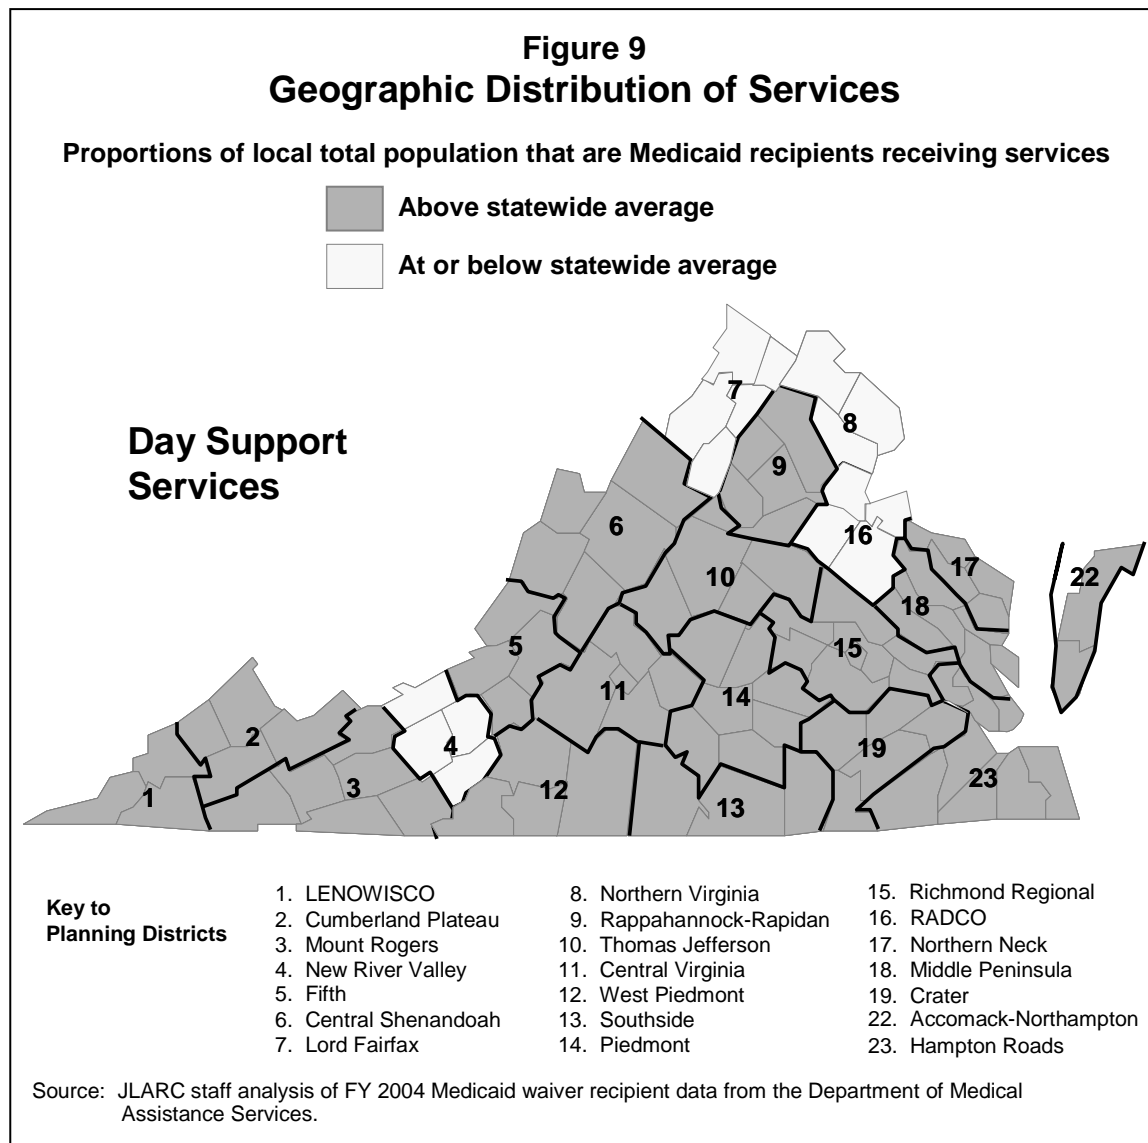 Figure 9
Geographic Distribution of Services
Proportions of local total population that are Medicaid recipients receiving services
Above statewide average
At or below statewide average
Day Support
Services
7
8
9
6
16
10
17
22
18
5
15
11
14
2
4
19
3
12
23
1
13
Key to
Planning Districts
1. LENOWISCO
2. Cumberland Plateau
3. Mount Rogers
4. New River Valley
5. Fifth
6. Central Shenandoah
7. Lord Fairfax
8. Northern Virginia
9. Rappahannock-Rapidan
10. Thomas Jefferson
11. Central Virginia
12. West Piedmont
13. Southside
14. Piedmont
15. Richmond Regional
16. RADCO
17. Northern Neck
18. Middle Peninsula
19. Crater
22. Accomack-Northampton
23. Hampton Roads
Source: JLARC staff analysis of FY 2004 Medicaid waiver recipient data from the Department of Medical
Assistance Services.